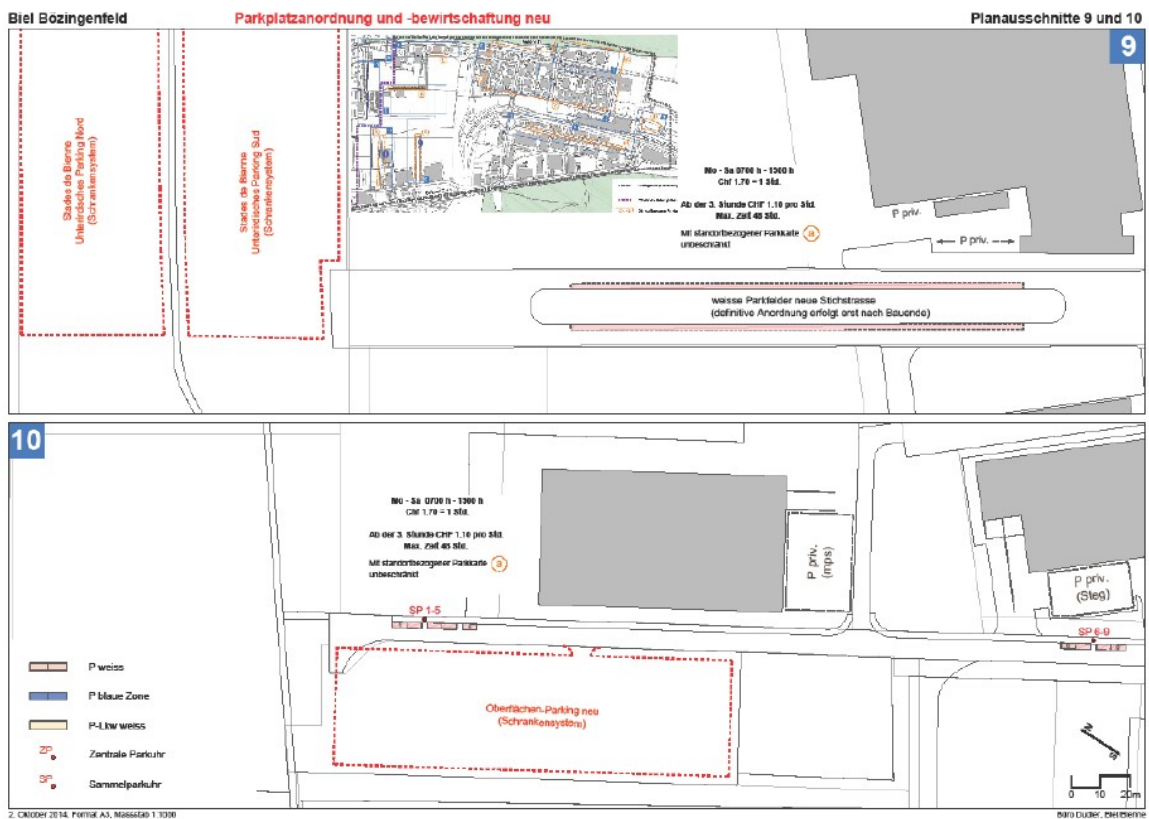 Biel Bözingenfeld
Parkplatzanordnung und -bewirtschaftung neu
Planausschnitte 9 und 10
9
Stades de Bienne
Unterirdisches Parking Nord
(Schrankensystem)
Stades de Bienne
Unterirdisches Parking Sud
(Schrankensystem)
10
9
Mo - Sa 0700 h - 1900 h
Chf 1.70 = 1 Std.
Ab der 3. Stunde CHF 1.10 pro Std.
Max. Zeit 48 Std.
Mit standortbezogener Parkkarte a
unbeschränkt
P priv.
P priv.
weisse Parkfelder neue Stichstrasse
(definitive Anordnung erfolgt erst nach Bauende)
10
Mo - Sa 0700 h - 1900 h
Chf 1.70 = 1 Std.
Ab der 3. Stunde CHF 1.10 pro Std.
Max. Zeit 48 Std.
Mit standortbezogener Parkkarte a
unbeschränkt
P priv.
(mps)
P priv.
(Steg)
SP 1-5
SP 6-9
Oberflächen-Parking neu
(Schrankensystem)
P weiss
P blaue Zone
P-Lkw weiss
ZP
Zentrale Parkuhr
SP
Sammelparkuhr
N
S
0 10 20m
2. Oktober 2014, Format A3, Massstab 1:1000
Büro Dudler, Biel/Bienne